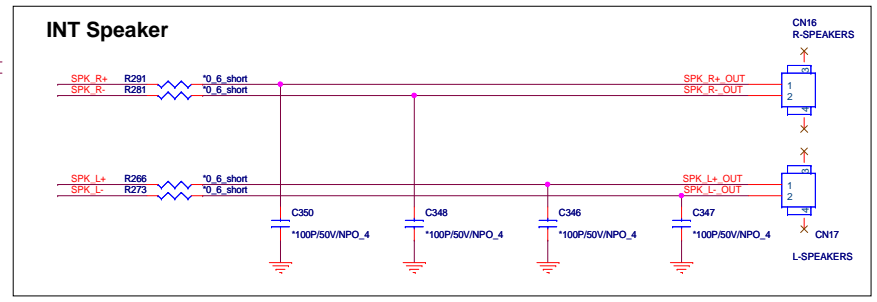 INT Speaker
CN16
R-SPEAKERS
SPK_R+ R291 *0_6_short SPK_R+_OUT
SPK_R- R281 *0_6_short SPK_R-_OUT
3
1
2
4
SPK_L+ R266 *0_6_short SPK_L+_OUT
SPK_L- R273 *0_6_short SPK_L-_OUT
3
1
2
4
C350 C348 C346 C347
*100P/50V/NPO_4 *100P/50V/NPO_4 *100P/50V/NPO_4 *100P/50V/NPO_4 CN17
L-SPEAKERS